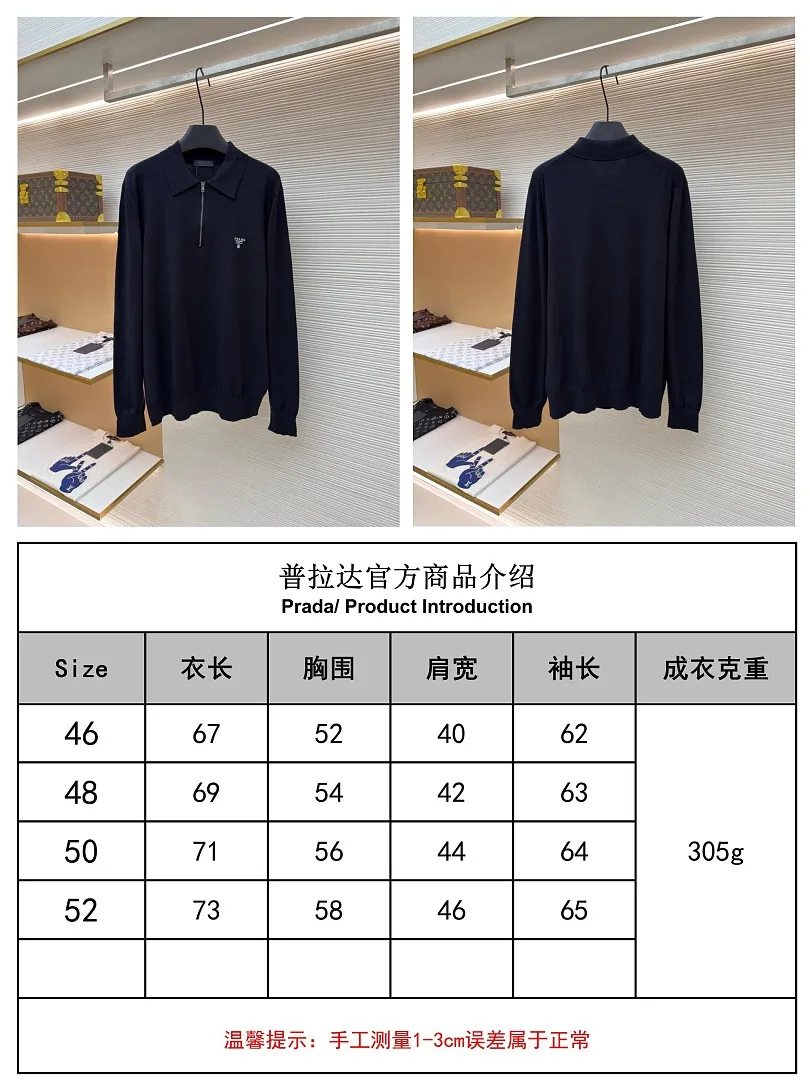 PRADA
普拉达官方商品介绍
Prada/ Product Introduction
Size 衣长 胸围 肩宽 袖长 成衣克重
46 67 52 40 62
48 69 54 42 63
50 71 56 44 64
305g
52 73 58 46 65
温馨提示：手工测量1-3cm误差属于正常